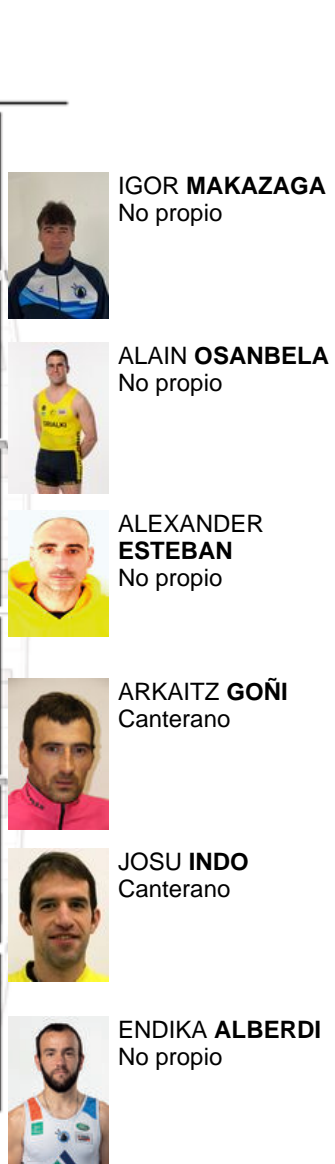 IGOR MAKAZAGA
No propio
ALAIN OSANBELA
No propio
ALEXANDER
ESTEBAN
No propio
ARKAITZ GOÑI
Canterano
JOSU INDO
Canterano
ENDIKA ALBERDI
No propio